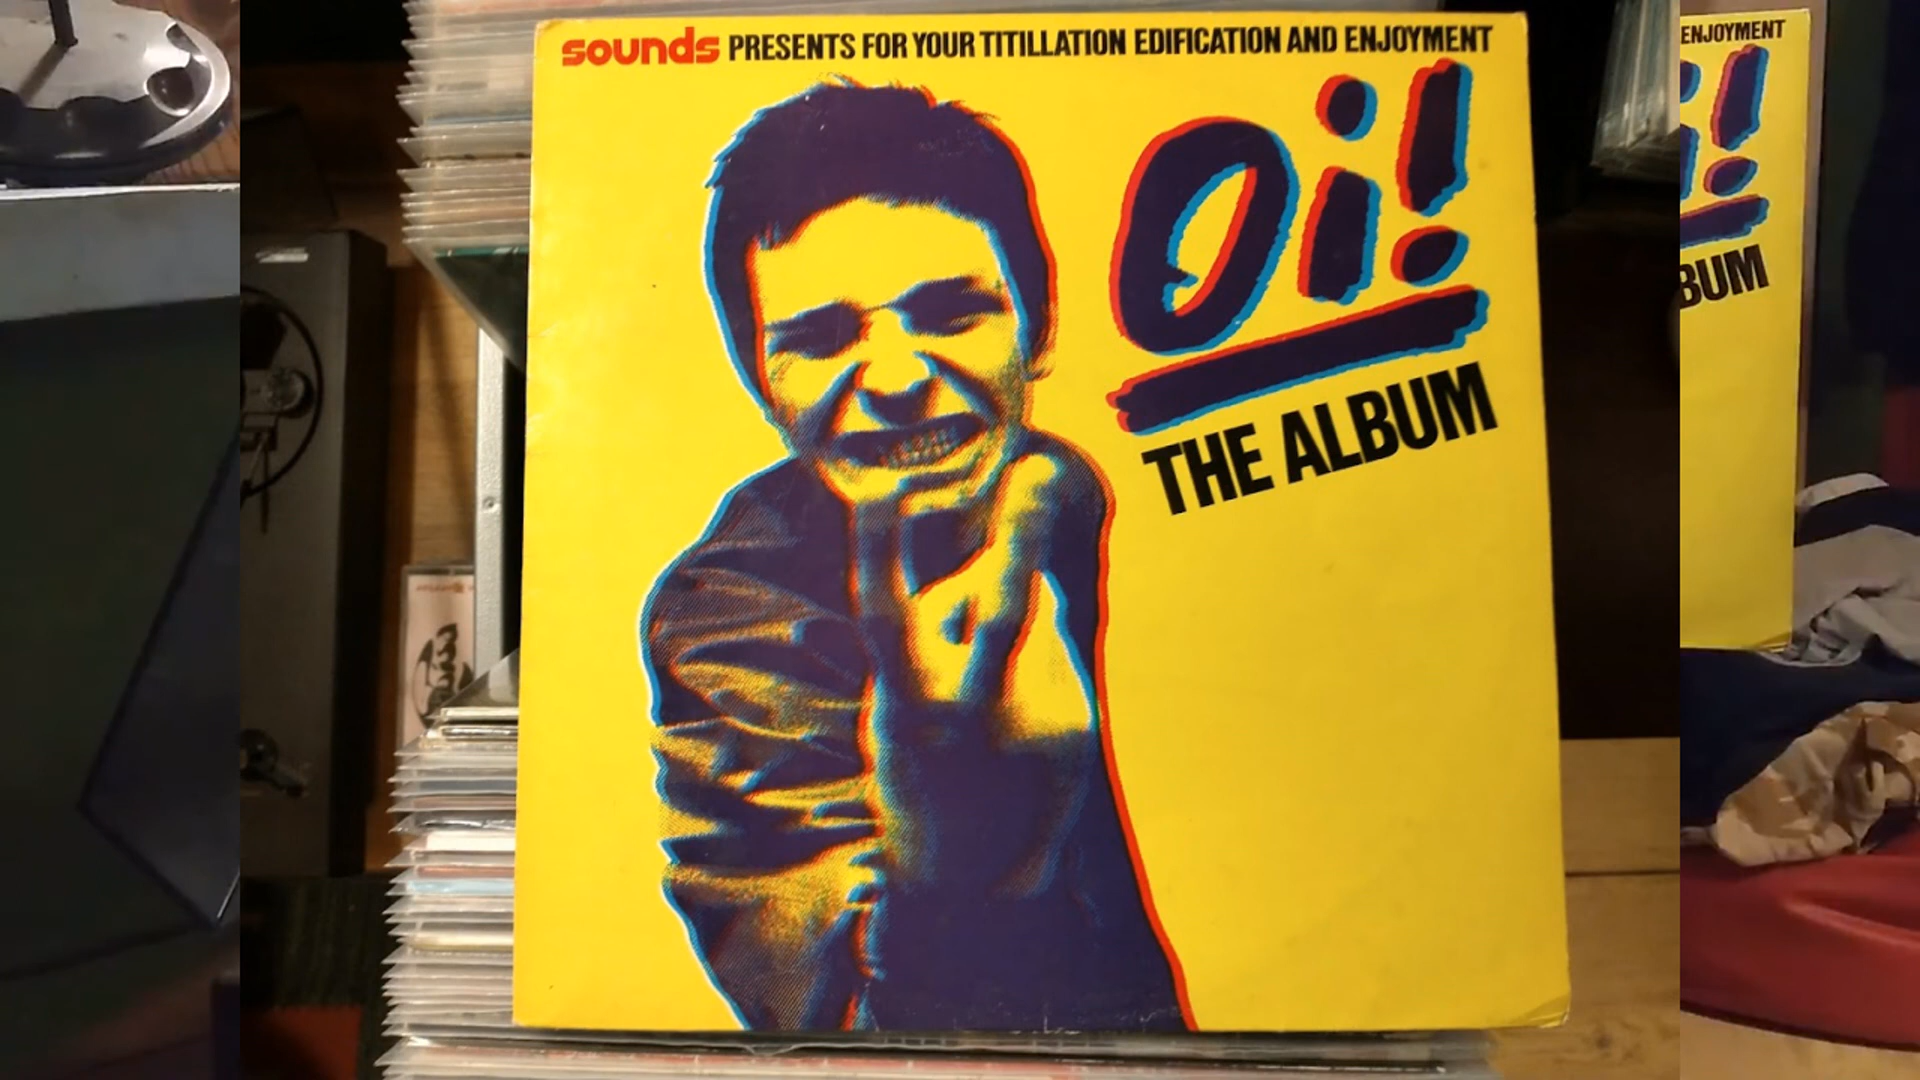 sounds PRESENTS FOR YOUR TITILLATION EDIFICATION AND ENJOYMENT
Oi!
THE ALBUM
ENJOYMENT
i!
BUM